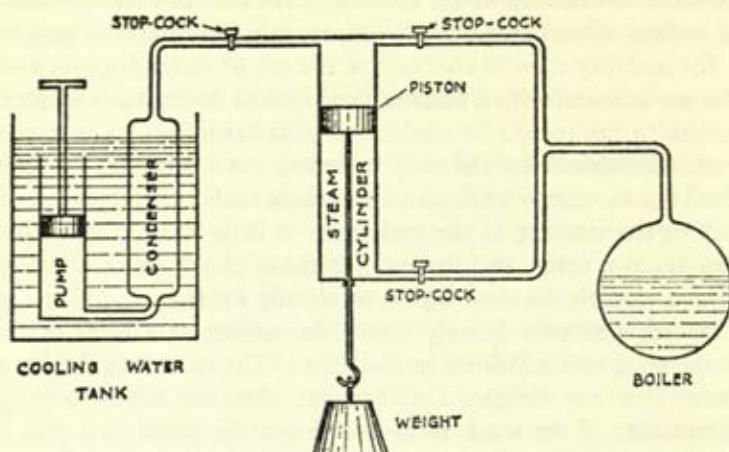 STOP-COCK
STOP-COCK
PISTON
CONDENSER
PUMP
STEAM
CYLINDER
STOP-COCK
COOLING WATER
TANK
BOILER
WEIGHT